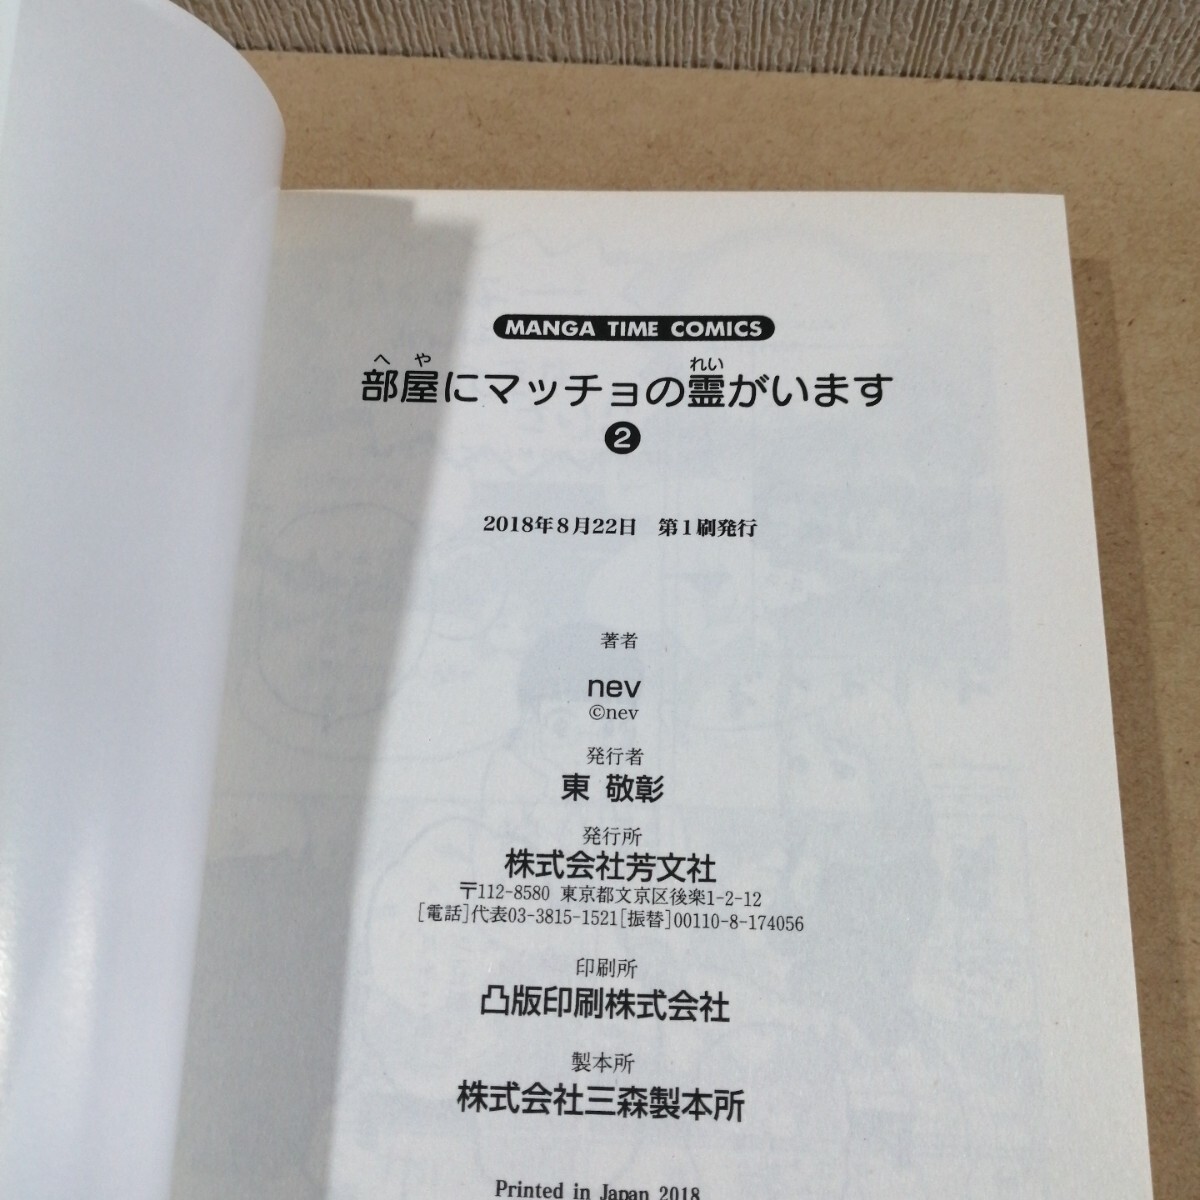 MANGA TIME COMICS
へや れい
部屋にマッチョの霊がいます
2
2018年8月22日 第1刷発行
著者
nev
©nev
発行者
東 敬彰
発行所
株式会社芳文社
〒112-8580 東京都文京区後楽1-2-12
[電話]代表03-3815-1521[振替]00110-8-174056
印刷所
凸版印刷株式会社
製本所
株式会社三森製本所
Printed in Japan 2018